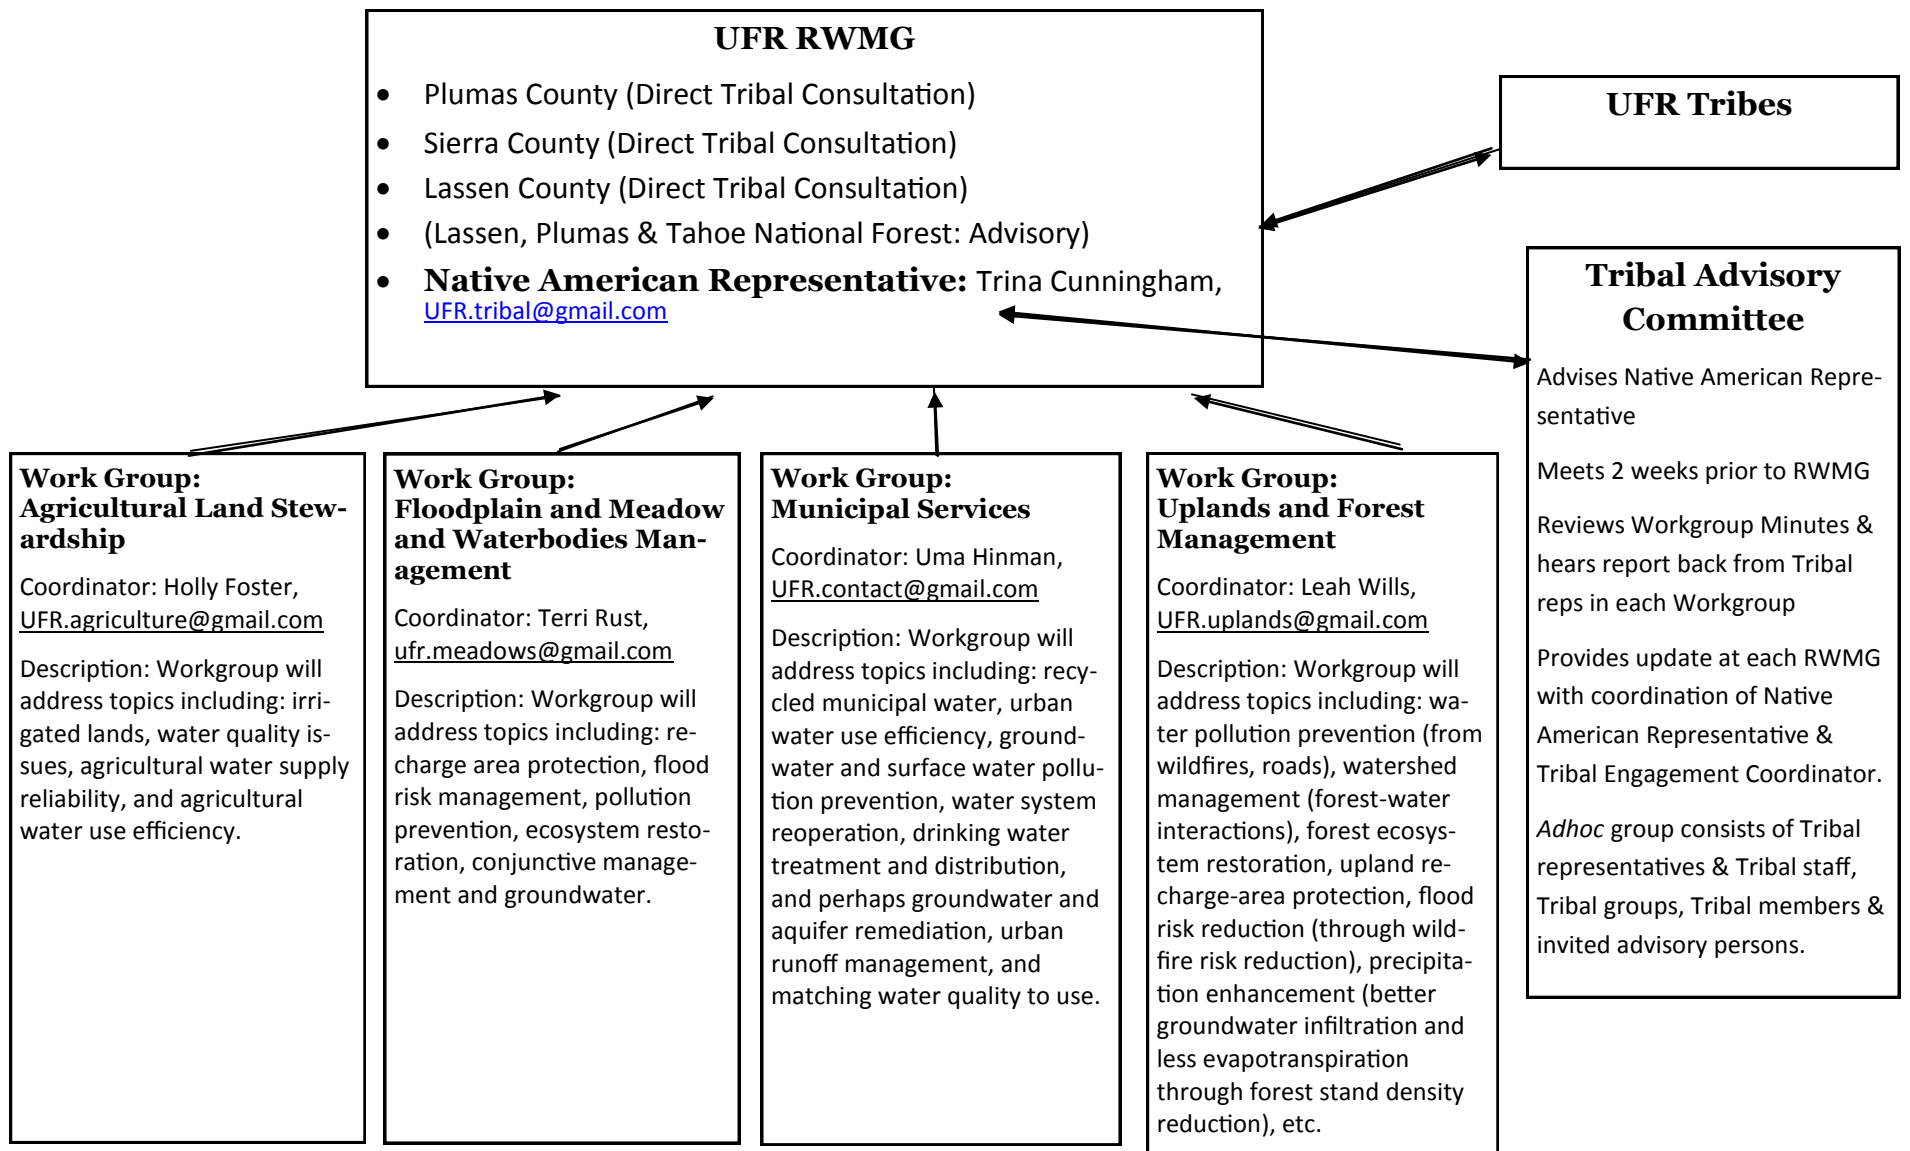 UFR RWMG
• Plumas County (Direct Tribal Consultation)
• Sierra County (Direct Tribal Consultation)
• Lassen County (Direct Tribal Consultation)
• (Lassen, Plumas & Tahoe National Forest: Advisory)
• Native American Representative: Trina Cunningham,
UFR.tribal@gmail.com
UFR Tribes
Tribal Advisory
Committee
Advises Native American Repre-
sentative
Meets 2 weeks prior to RWMG
Reviews Workgroup Minutes &
hears report back from Tribal
reps in each Workgroup
Provides update at each RWMG
with coordination of Native
American Representative &
Tribal Engagement Coordinator.
Adhoc group consists of Tribal
representatives & Tribal staff,
Tribal groups, Tribal members &
invited advisory persons.
Work Group:
Agricultural Land Stew-
ardship
Coordinator: Holly Foster,
UFR.agriculture@gmail.com
Description: Workgroup will
address topics including: irri-
gated lands, water quality is-
sues, agricultural water supply
reliability, and agricultural
water use efficiency.
Work Group:
Floodplain and Meadow
and Waterbodies Man-
agement
Coordinator: Terri Rust,
ufr.meadows@gmail.com
Description: Workgroup will
address topics including: re-
charge area protection, flood
risk management, pollution
prevention, ecosystem resto-
ration, conjunctive manage-
ment and groundwater.
Work Group:
Municipal Services
Coordinator: Uma Hinman,
UFR.contact@gmail.com
Description: Workgroup will
address topics including: recy-
cled municipal water, urban
water use efficiency, ground-
water and surface water pollu-
tion prevention, water system
reoperation, drinking water
treatment and distribution,
and perhaps groundwater and
aquifer remediation, urban
runoff management, and
matching water quality to use.
Work Group:
Uplands and Forest
Management
Coordinator: Leah Wills,
UFR.uplands@gmail.com
Description: Workgroup will
address topics including: wa-
ter pollution prevention (from
wildfires, roads), watershed
management (forest-water
interactions), forest ecosys-
tem restoration, upland re-
charge-area protection, flood
risk reduction (through wild-
fire risk reduction), precipita-
tion enhancement (better
groundwater infiltration and
less evapotranspiration
through forest stand density
reduction), etc.